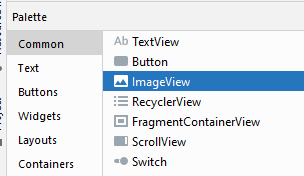 Palette
Common
Text
Buttons
Widgets
Layouts
Containers
Ab TextView
Button
ImageView
RecyclerView
FragmentContainerView
ScrollView
Switch